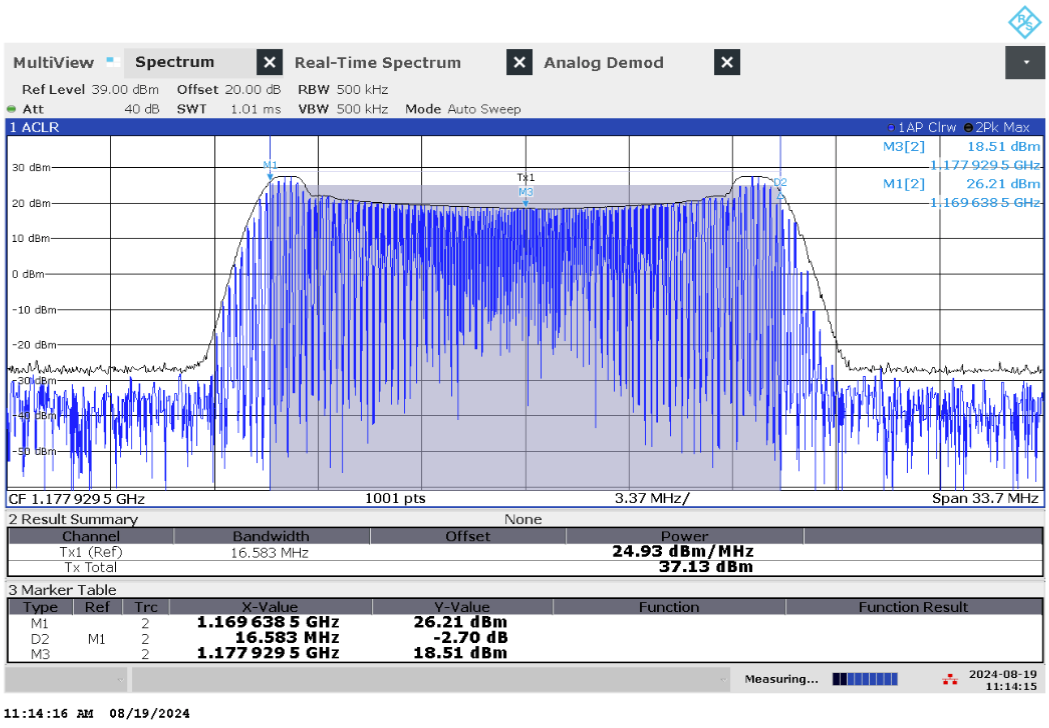 R&S
MultiView Spectrum Real-Time Spectrum Analog Demod
Ref Level 39.00 dBm Offset 20.00 dB RBW 500 kHz
Att 40 dB SWT 1.01 ms VBW 500 kHz Mode Auto Sweep
1 ACLR 1AP Clrw 2Pk Max
M3[2] 18.51 dBm
1.177 929 5 GHz
M1[2] 26.21 dBm
1.169 638 5 GHz
M1
Tx1
M3
D2
30 dBm
20 dBm
10 dBm
0 dBm
-10 dBm
-20 dBm
-30 dBm
-40 dBm
-50 dBm
CF 1.177 929 5 GHz 1001 pts 3.37 MHz/ Span 33.7 MHz
2 Result Summary None
Channel Bandwidth Offset Power
Tx1 (Ref) 16.583 MHz 24.93 dBm/MHz
Tx Total 37.13 dBm
3 Marker Table
Type Ref Trc X-Value Y-Value Function Function Result
M1 2 1.169 638 5 GHz 26.21 dBm
D2 M1 2 16.583 MHz -2.70 dB
M3 2 1.177 929 5 GHz 18.51 dBm
Measuring... 2024-08-19
11:14:15
11:14:16 AM 08/19/2024